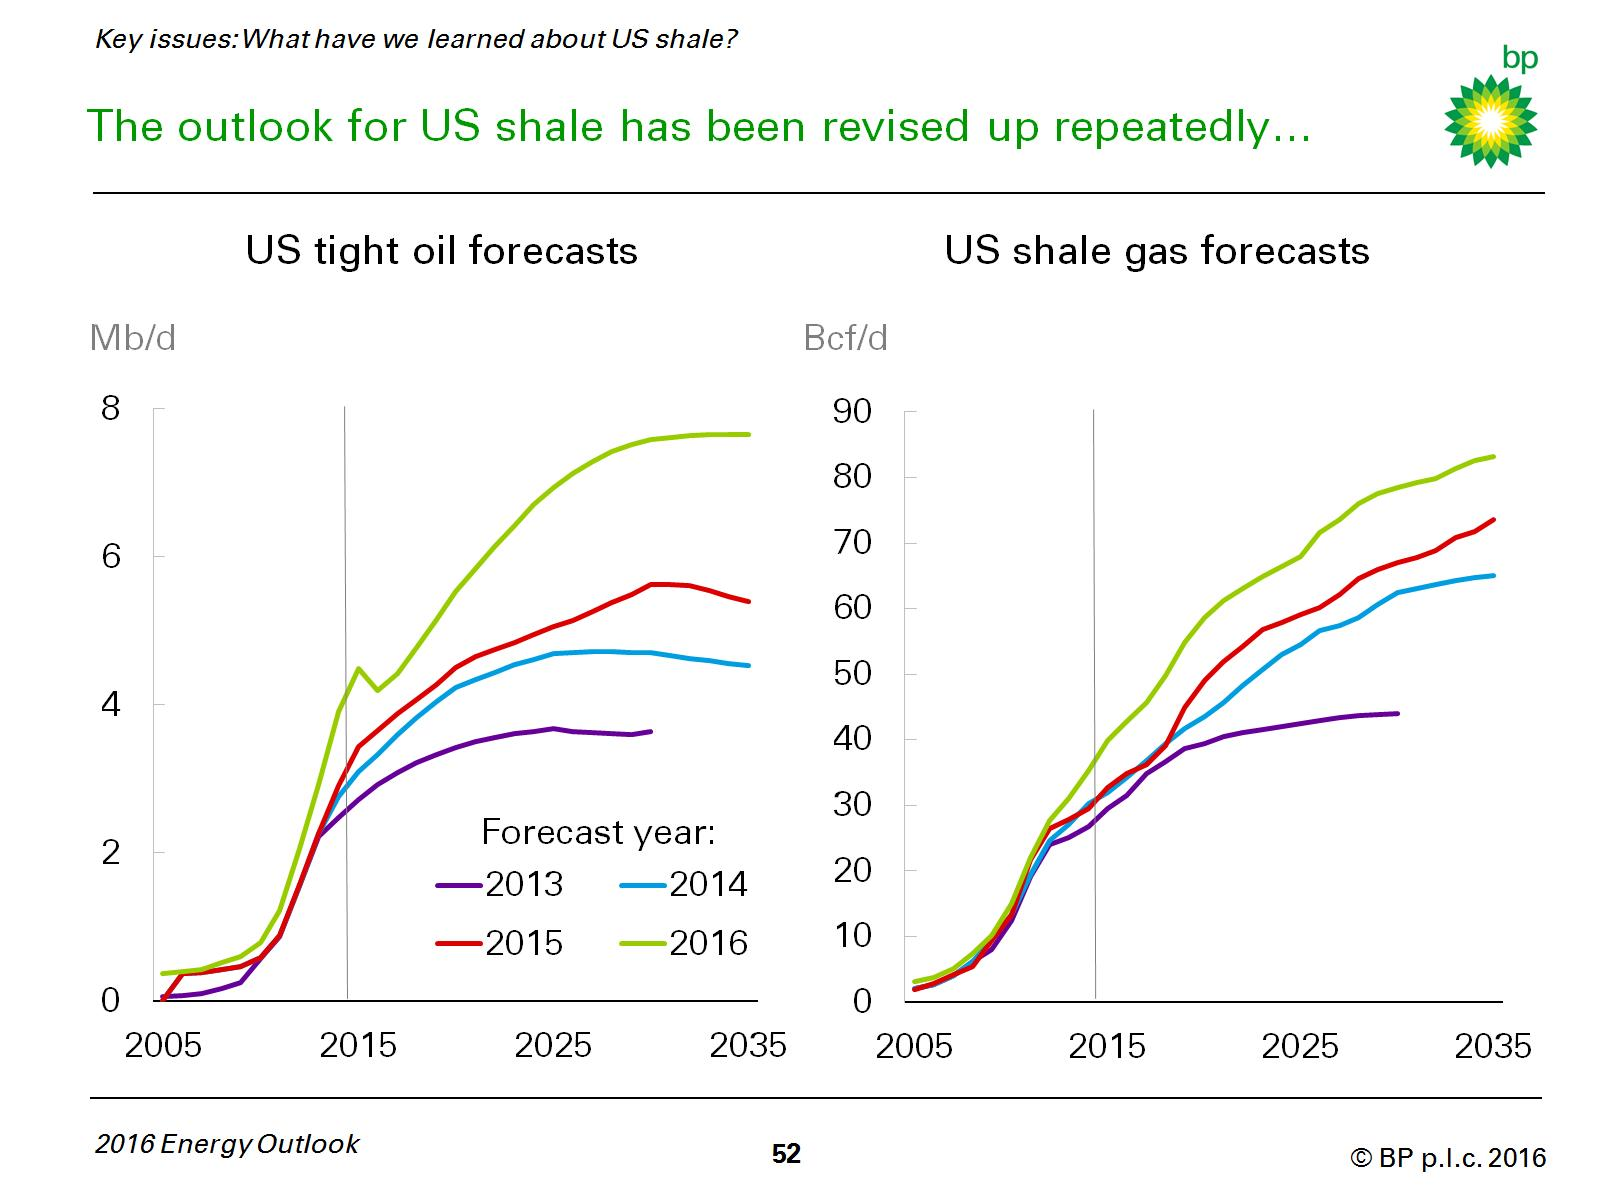 Key issues: What have we learned about US shale?
bp
The outlook for US shale has been revised up repeatedly…
US tight oil forecasts
Mb/d
8
6
4
2
0
2005 2015 2025 2035
Forecast year:
2013 2014
2015 2016
US shale gas forecasts
Bcf/d
90
80
70
60
50
40
30
20
10
0
2005 2015 2025 2035
2016 Energy Outlook
52
© BP p.l.c. 2016